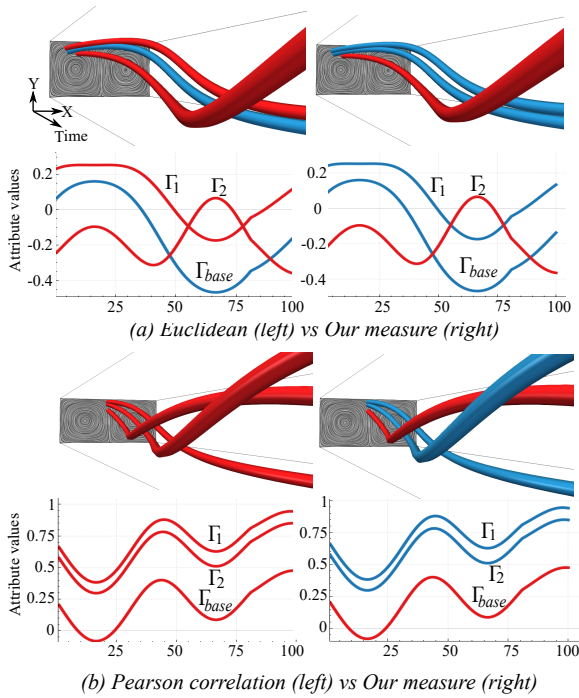 Y
X
Time
Attribute values
0.2
0
-0.2
-0.4
Γ1
Γ2
Γbase
25
50
75
100
0.2
0
-0.2
-0.4
Γ1
Γ2
Γbase
25
50
75
100
(a) Euclidean (left) vs Our measure (right)
Attribute values
1
0.75
0.5
0.25
0
Γ1
Γ2
Γbase
25
50
75
100
1
0.75
0.5
0.25
0
Γ1
Γ2
Γbase
0
25
50
75
100
(b) Pearson correlation (left) vs Our measure (right)